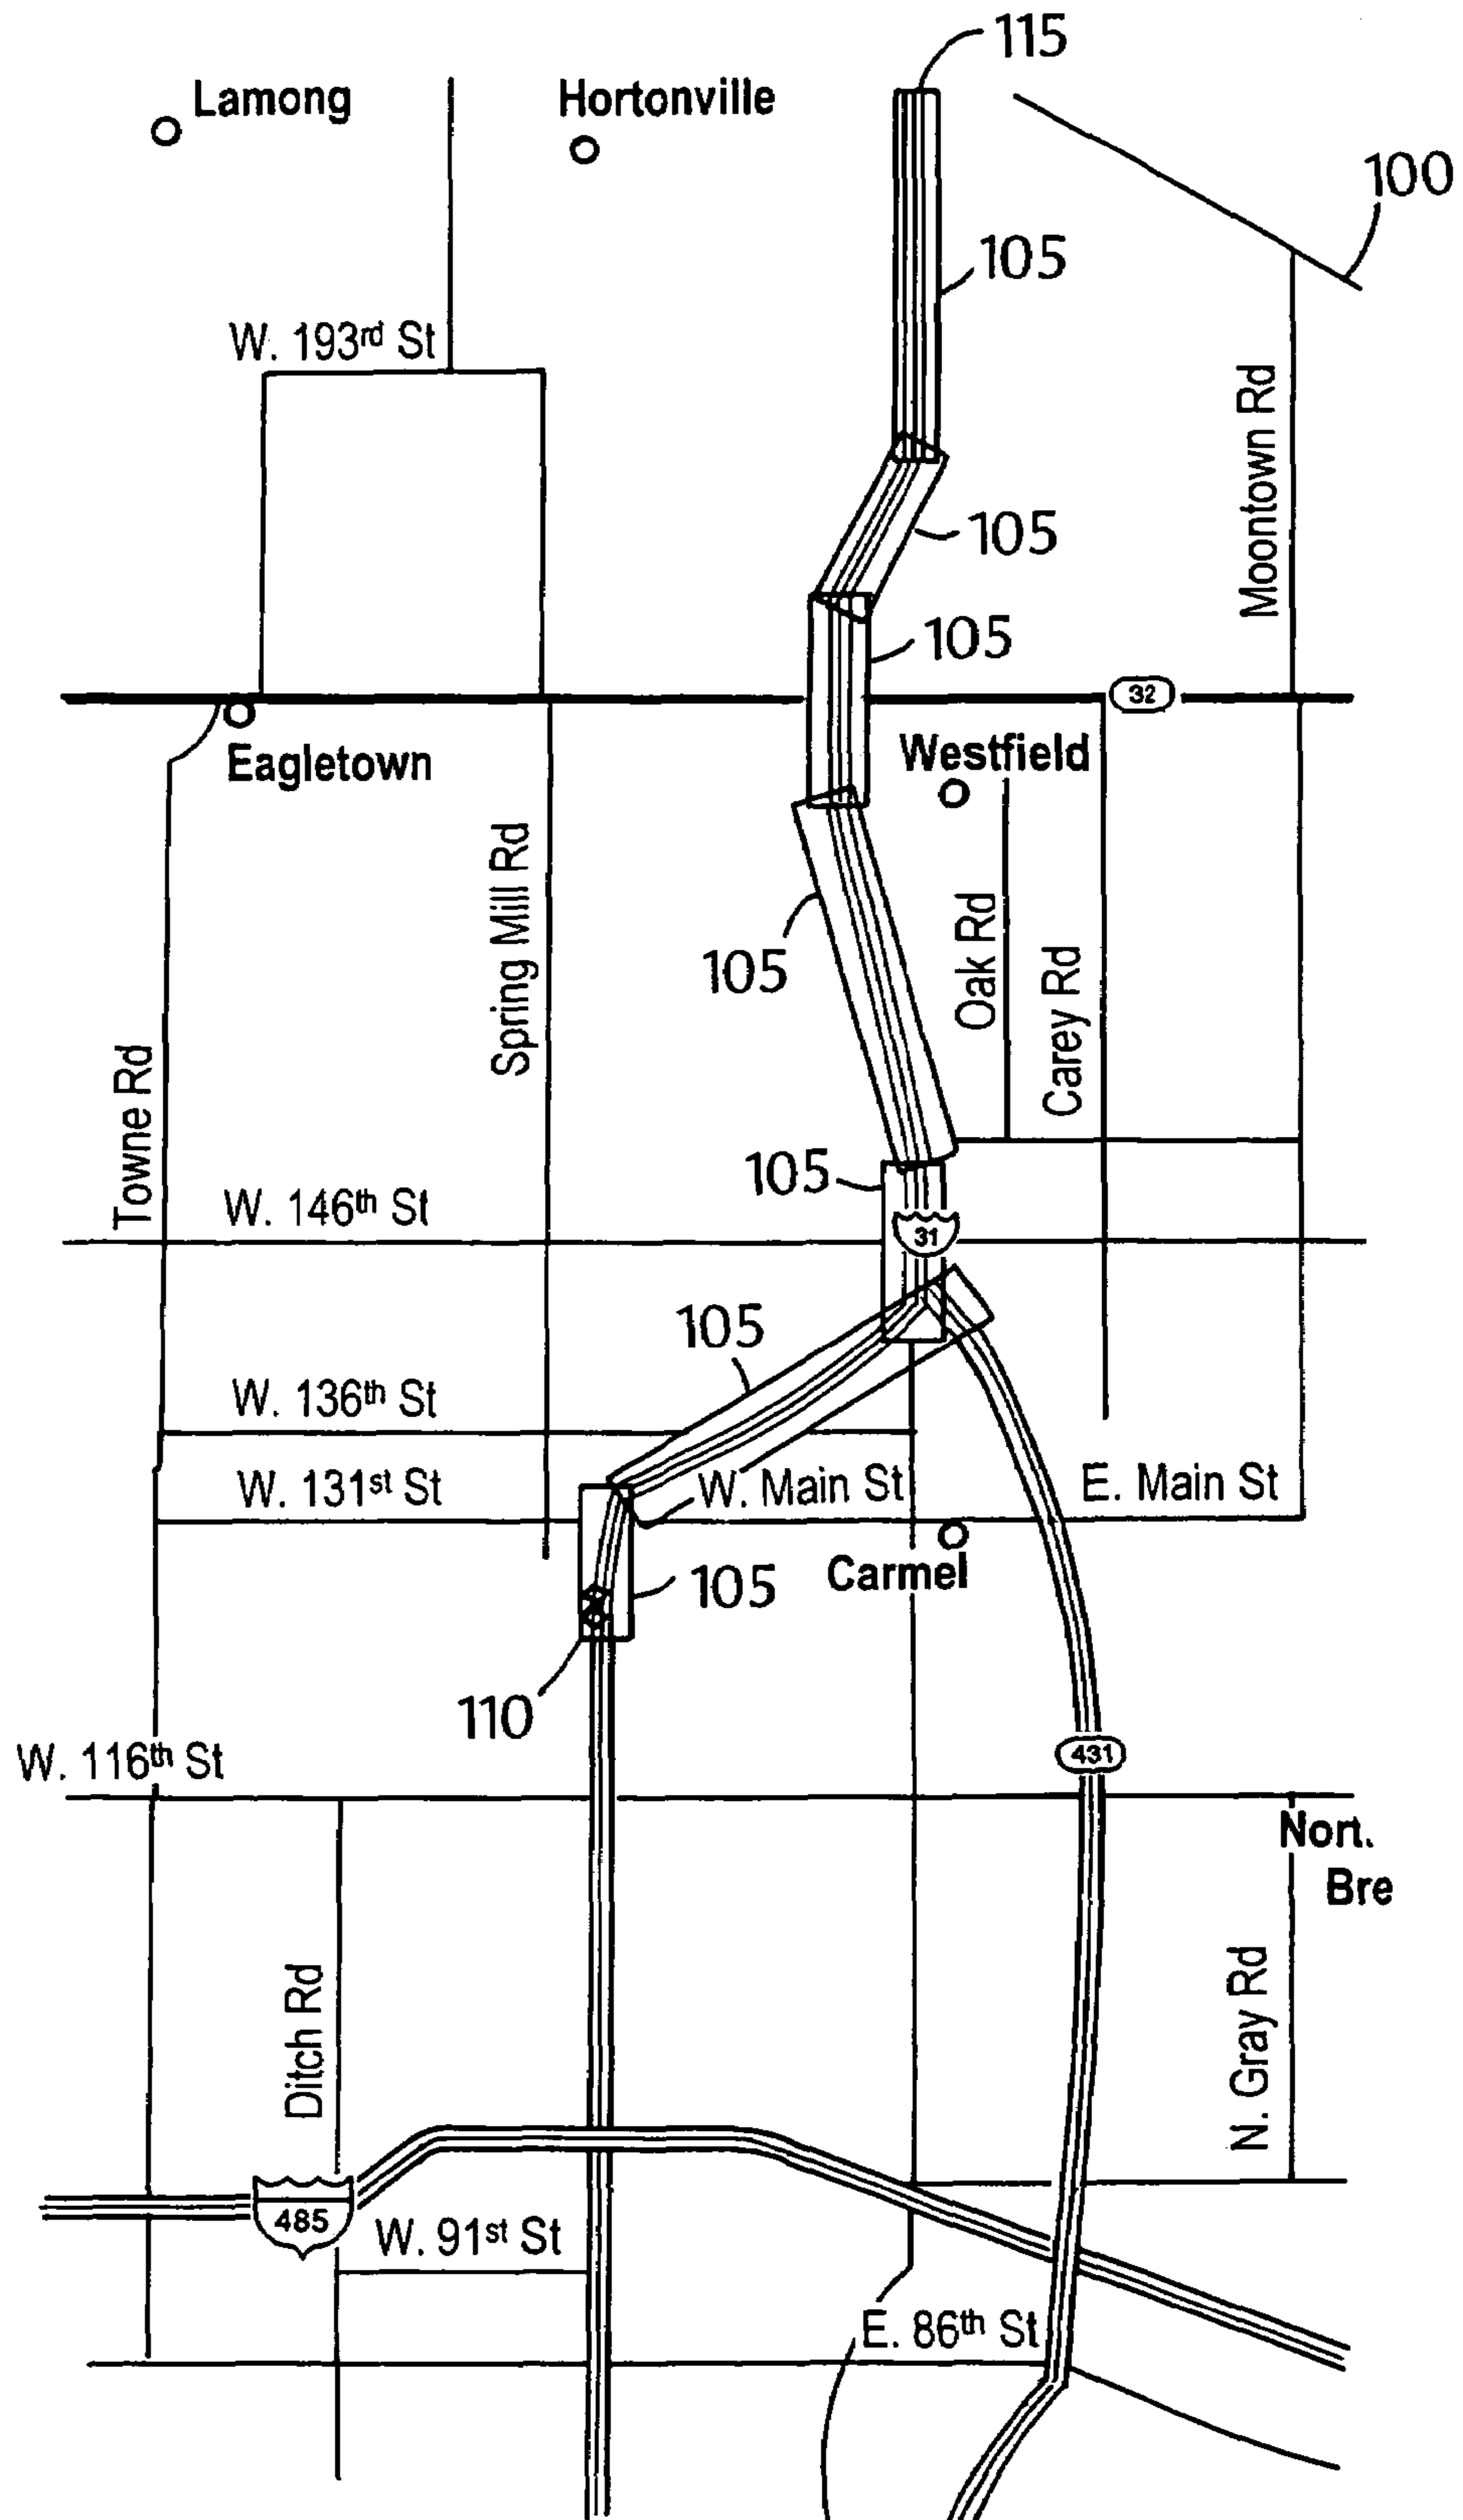 115
Lamong
Hortonville
100
105
W. 193rd St
Moontown Rd
105
105
32
Eagletown
Westfield
Spring Mill Rd
105
Oak Rd
Carey Rd
Towne Rd
105
W. 146th St
31
105
W. 136th St
W. 131st St
W. Main St
E. Main St
Carmel
105
110
W. 116th St
431
Nort.
Bre
Ditch Rd
N. Gray Rd
485
W. 91st St
E. 86th St